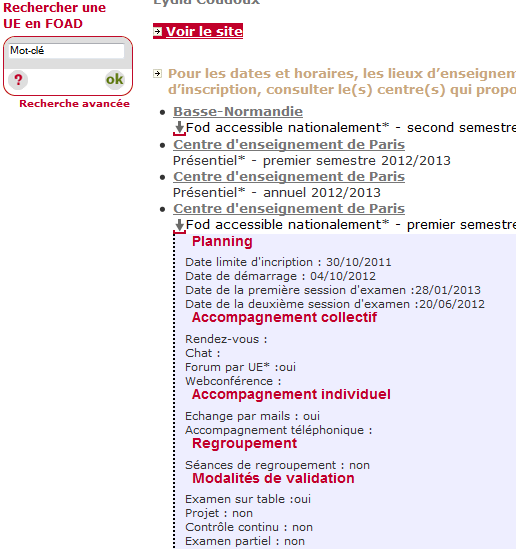 Rechercher une
UE en FOAD
Mot-clé
? ok
Recherche avancée
Lydia Coudoux
Voir le site
Pour les dates et horaires, les lieux d'enseignem
d'inscription, consulter le(s) centre(s) qui propo
Basse-Normandie
Fod accessible nationalement* - second semestre
Centre d'enseignement de Paris
Présentiel* - premier semestre 2012/2013
Centre d'enseignement de Paris
Présentiel* - annuel 2012/2013
Centre d'enseignement de Paris
Fod accessible nationalement* - premier semestre
Planning
Date limite d'incription : 30/10/2011
Date de démarrage : 04/10/2012
Date de la première session d'examen :28/01/2013
Date de la deuxième session d'examen :20/06/2012
Accompagnement collectif
Rendez-vous :
Chat :
Forum par UE* :oui
Webconférence :
Accompagnement individuel
Echange par mails : oui
Accompagnement téléphonique :
Regroupement
Séances de regroupement : non
Modalités de validation
Examen sur table :oui
Projet : non
Contrôle continu : non
Examen partiel : non